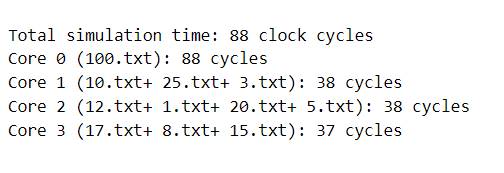 Total simulation time: 88 clock cycles
Core 0 (100.txt): 88 cycles
Core 1 (10.txt+ 25.txt+ 3.txt): 38 cycles
Core 2 (12.txt+ 1.txt+ 20.txt+ 5.txt): 38 cycles
Core 3 (17.txt+ 8.txt+ 15.txt): 37 cycles